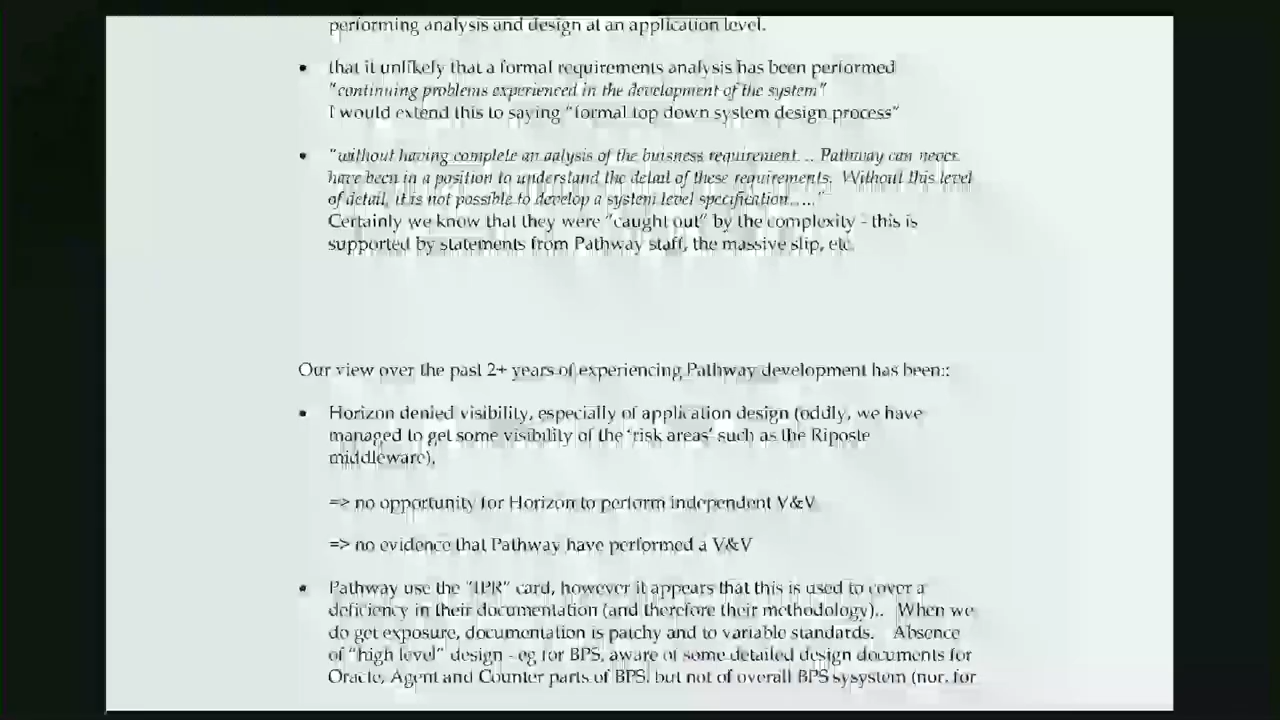 performing analysis and design at an application level.
• that it unlikely that a formal requirements analysis has been performed
"continuing problems experienced in the development of the system"
I would extend this to saying "formal top down system design process"
• "without having complete an aalysis of the buisness requirement... Pathway can never
have been in a position to understand the detail of these requirements. Without this level
of detail, it is not possible to develop a system level specification....."
Certainly we know that they were "caught out" by the complexity - this is
supported by statements from Pathway staff, the massive slip, etc.
Our view over the past 2+ years of experiencing Pathway development has been::
• Horizon denied visibility, especially of application design (oddly, we have
managed to get some visibility of the 'risk areas' such as the Riposte
middleware),
=> no opportunity for Horizon to perform independent V&V
=> no evidence that Pathway have performed a V&V
• Pathway use the "IPR" card, however it appears that this is used to cover a
deficiency in their documentation (and therefore their methodology).. When we
do get exposure, documentation is patchy and to variable standards. Absence
of "high level" design - eg for BPS, aware of some detailed design documents for
Oracle, Agent and Counter parts of BPS, but not of overall BPS sysystem (nor, for